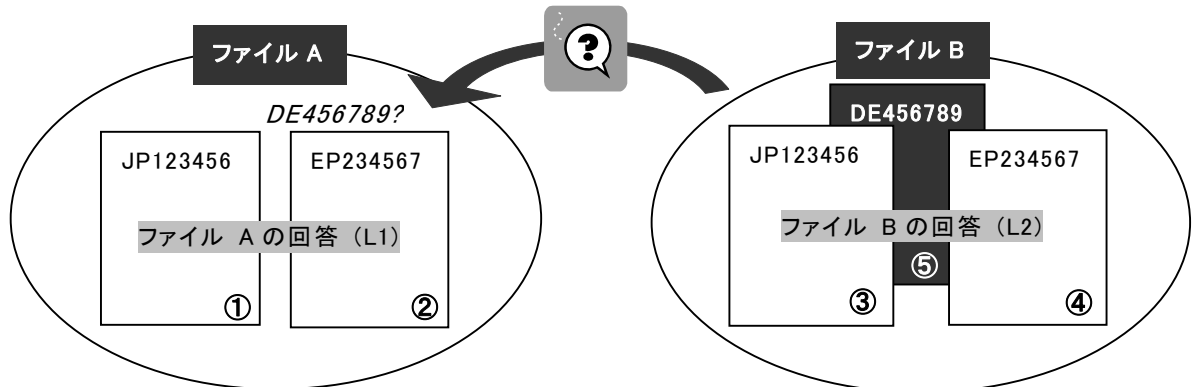 ファイル A
?
ファイル B
DE456789?
DE456789
JP123456
EP234567
JP123456
EP234567
ファイル A の回答 (L1)
ファイル B の回答 (L2)
⑤
①
②
③
④